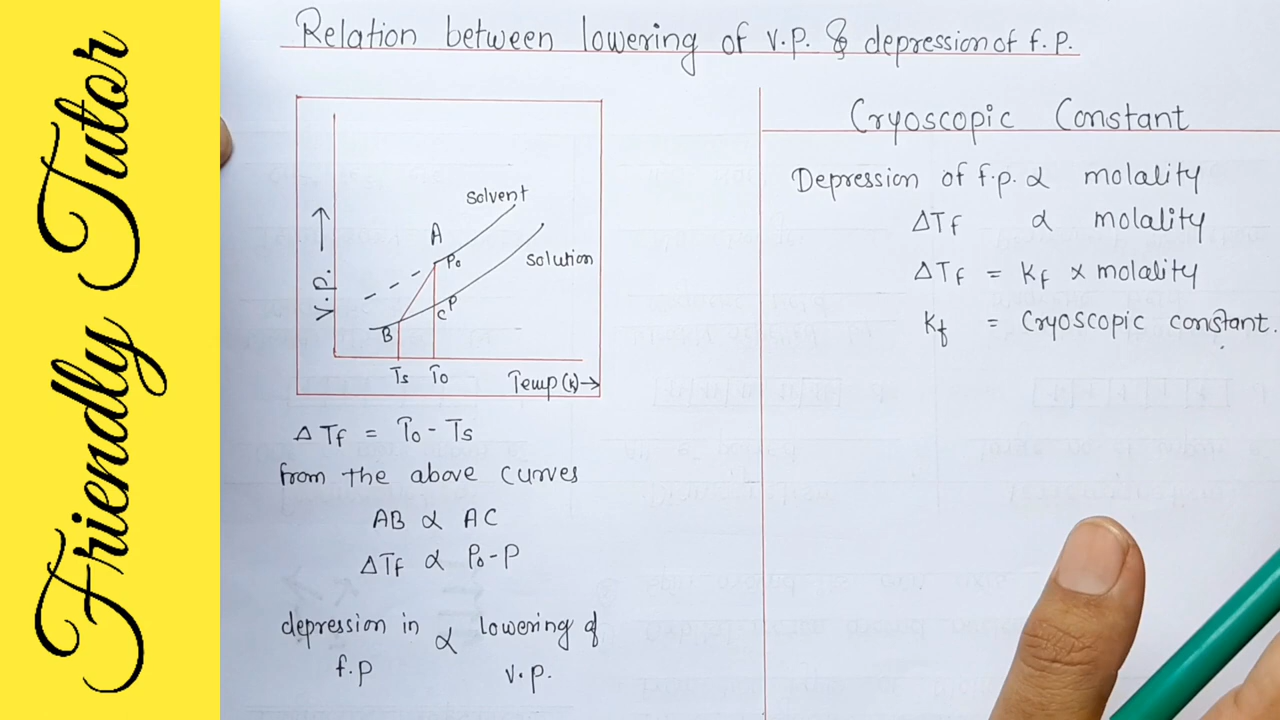 Friendly Tutor
Relation between lowering of v.p. & depression of f.p.
solvent
A
P₀
solution
V.P.
P
C
B
Ts
T₀
Temp (k)→
ΔTf = T₀ - Ts
from the above curves
AB α AC
ΔTf α P₀-P
depression in f.p α lowering of v.p.
Cryoscopic Constant
Depression of f.p. α molality
ΔTf α molality
ΔTf = Kf x molality
Kf = Cryoscopic constant.